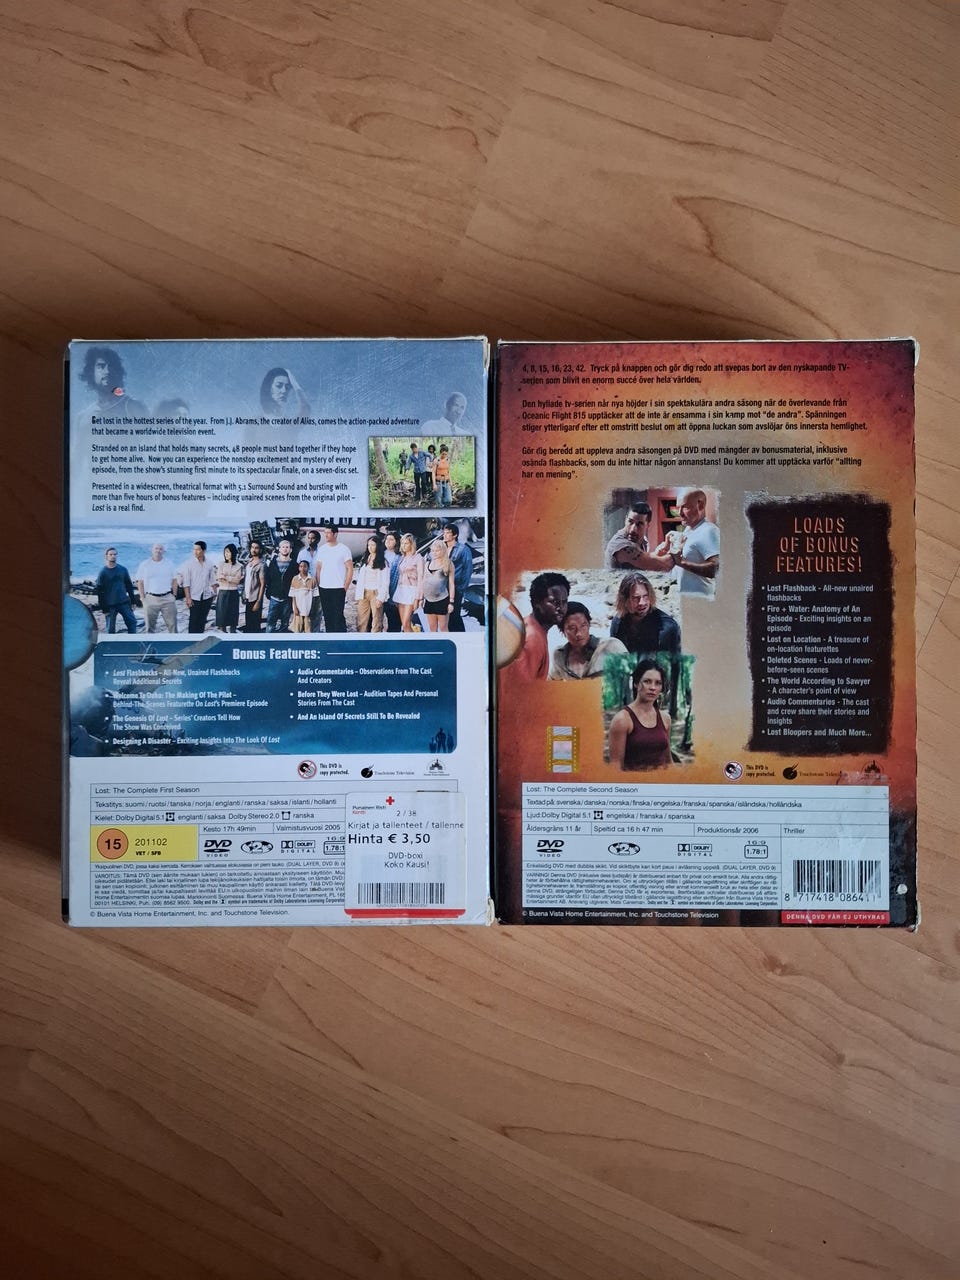 Get lost in the hottest series of the year. From J.J. Abrams, the creator of Alias, comes the action-packed adventure
that became a worldwide television event.
Stranded on an island that holds many secrets, 48 people must band together if they hope
to get home alive. Now you can experience the nonstop excitement and mystery of every
episode, from the show's stunning first minute to its spectacular finale, on a seven-disc set.
Presented in a widescreen, theatrical format with 5.1 Surround Sound and bursting with
more than five hours of bonus features – including unaired scenes from the original pilot –
Lost is a real find.
Bonus Features:
• Lost Flashbacks – All-New, Unaired Flashbacks
Reveal Additional Secrets
• Welcome To Oahu: The Making Of The Pilot –
Behind-The-Scenes Featurette On Lost's Premiere Episode
• The Genesis Of Lost – Series' Creators Tell How
The Show Was Conceived
• Designing A Disaster – Exciting Insights Into The Look Of Lost
• Audio Commentaries – Observations From The Cast
And Creators
• Before They Were Lost – Audition Tapes And Personal
Stories From The Cast
• And An Island Of Secrets Still To Be Revealed
This DVD is
copy protected.
Touchstone Television
Lost: The Complete First Season
Tekstitys: suomi / ruotsi / tanska / norja / englanti / ranska / saksa / islanti / hollanti
Kielet: Dolby Digital 5.1 englanti / saksa Dolby Stereo 2.0 ranska
15
201102
VET / SFB
Kesto 17h 49min
Valmistusvuosi 2005
DVD
VIDEO
2
DOLBY
DIGITAL
16:9
1.78:1
© Buena Vista Home Entertainment, Inc. and Touchstone Television.
Punainen Risti
Kontti
2 / 38
Kirjat ja tallenteet / tallenne
Hinta € 3,50
DVD-boxi
Koko Kausi!
4, 8, 15, 16, 23, 42. Tryck på knappen och gör dig redo att svepas bort av den nyskapande TV-
serien som blivit en enorm succé över hela världen.
Den hyllade tv-serien når nya höjder i sin spektakulära andra säsong när de överlevande från
Oceanic Flight 815 upptäcker att de inte är ensamma i sin kamp mot "de andra". Spänningen
stiger ytterligare efter ett omstritt beslut om att öppna luckan som avslöjar öns innersta hemlighet.
Gör dig beredd att uppleva andra säsongen på DVD med mängder av bonusmaterial, inklusive
osända flashbacks, som du inte hittar någon annanstans! Du kommer att upptäcka varför "allting
har en mening".
LOADS
OF BONUS
FEATURES!
• Lost Flashback - All-new unaired
flashbacks
• Fire + Water: Anatomy of An
Episode - Exciting insights on an
episode
• Lost on Location - A treasure of
on-location featurettes
• Deleted Scenes - Loads of never-
before-seen scenes
• The World According to Sawyer
- A character's point of view
• Audio Commentaries - The cast
and crew share their stories and
insights
• Lost Bloopers and Much More...
This DVD is
copy protected.
Touchstone Television
Lost: The Complete Second Season
Textad på: svenska / danska / norska / finska / engelska / franska / spanska / isländska / holländska
Ljud: Dolby Digital 5.1 engelska / franska / spanska
Åldersgräns 11 år
Speltid ca 16 h 47 min
Produktionsår 2006
Thriller
DVD
VIDEO
2
DOLBY
DIGITAL
16:9
1.78:1
8 717418 08641
© Buena Vista Home Entertainment, Inc. and Touchstone Television.
DENNA DVD FÅR EJ UTHYRAS